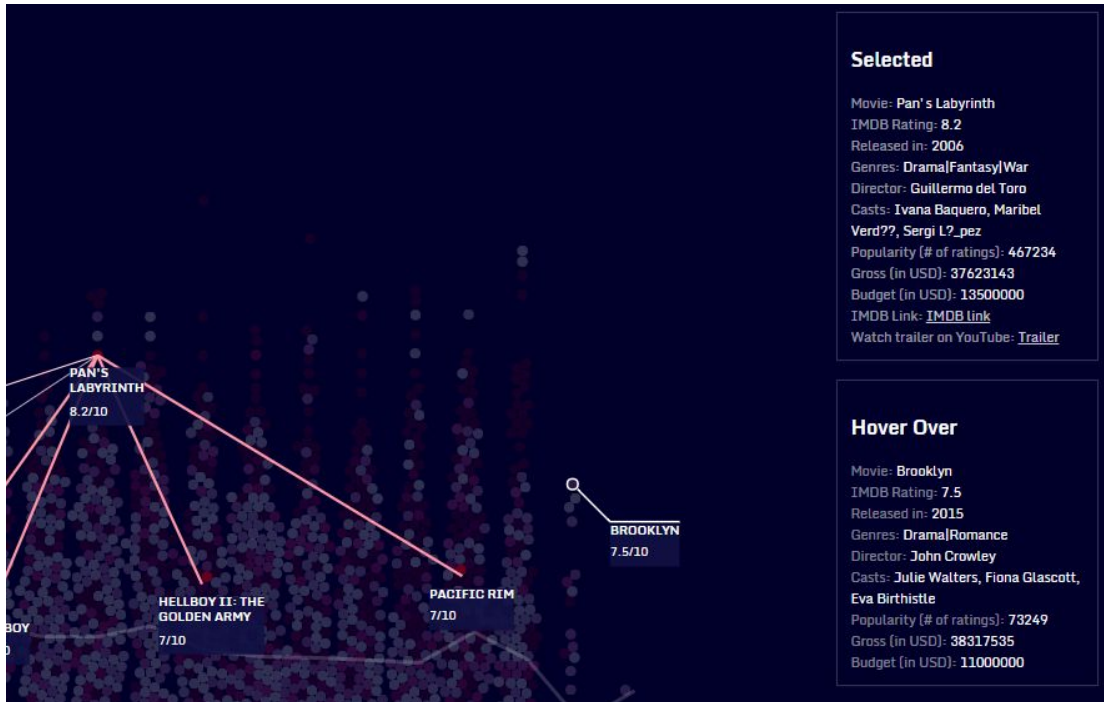 Selected
Movie: Pan's Labyrinth
IMDB Rating: 8.2
Released in: 2006
Genres: Drama|Fantasy|War
Director: Guillermo del Toro
Casts: Ivana Baquero, Maribel
Verd??, Sergi L?_pez
Popularity (# of ratings): 467234
Gross (in USD): 37623143
Budget (in USD): 13500000
IMDB Link: IMDB link
Watch trailer on YouTube: Trailer
PAN'S
LABYRINTH
8.2/10
Hover Over
Movie: Brooklyn
IMDB Rating: 7.5
Released in: 2015
Genres: Drama|Romance
Director: John Crowley
Casts: Julie Walters, Fiona Glascott,
Eva Birthistle
Popularity (# of ratings): 73249
Gross (in USD): 38317535
Budget (in USD): 11000000
BROOKLYN
7.5/10
HELLBOY II: THE
GOLDEN ARMY
7/10
PACIFIC RIM
7/10
BOY